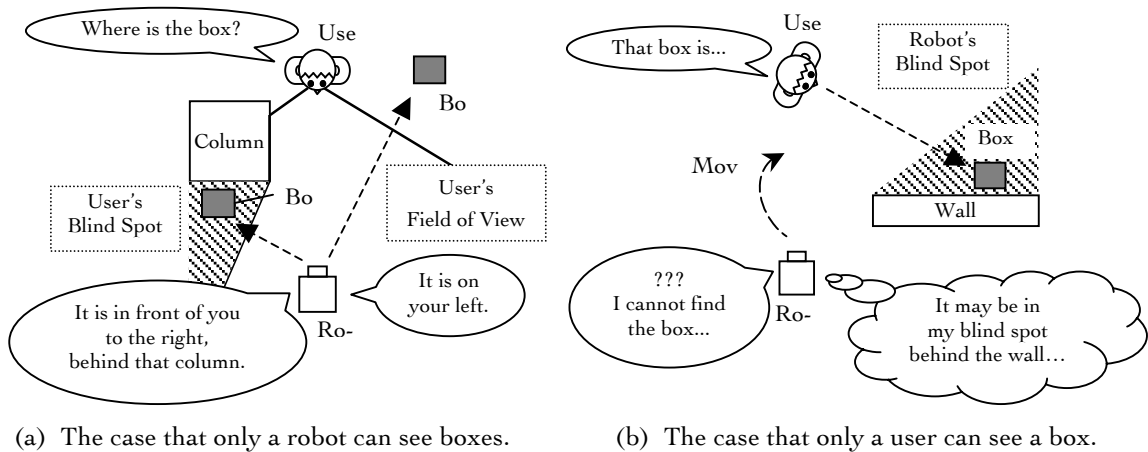 Where is the box?
Use
Bo
Column
User's
Blind Spot
Bo
User's
Field of View
It is in front of you
to the right,
behind that column.
It is on
your left.
Ro-
(a) The case that only a robot can see boxes.
That box is...
Use
Robot's
Blind Spot
Box
Mov
Wall
???
I cannot find
the box...
Ro-
It may be in
my blind spot
behind the wall…
(b) The case that only a user can see a box.